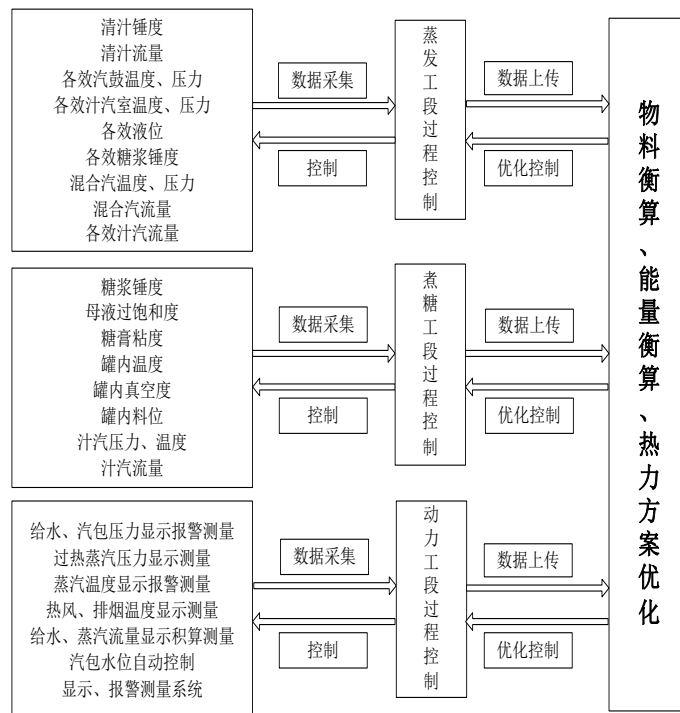 清汁锤度
清汁流量
各效汽鼓温度、压力
各效汁汽室温度、压力
各效液位
各效糖浆锤度
混合汽温度、压力
混合汽流量
各效汁汽流量
数据采集
控制
蒸发工段过程控制
数据上传
优化控制
糖浆锤度
母液过饱和度
糖膏粘度
罐内温度
罐内真空度
罐内料位
汁汽压力、温度
汁汽流量
数据采集
控制
煮糖工段过程控制
数据上传
优化控制
给水、汽包压力显示报警测量
过热蒸汽压力显示测量
蒸汽温度显示报警测量
热风、排烟温度显示测量
给水、蒸汽流量显示积算测量
汽包水位自动控制
显示、报警测量系统
数据采集
控制
动力工段过程控制
数据上传
优化控制
物料衡算、能量衡算、热力方案优化